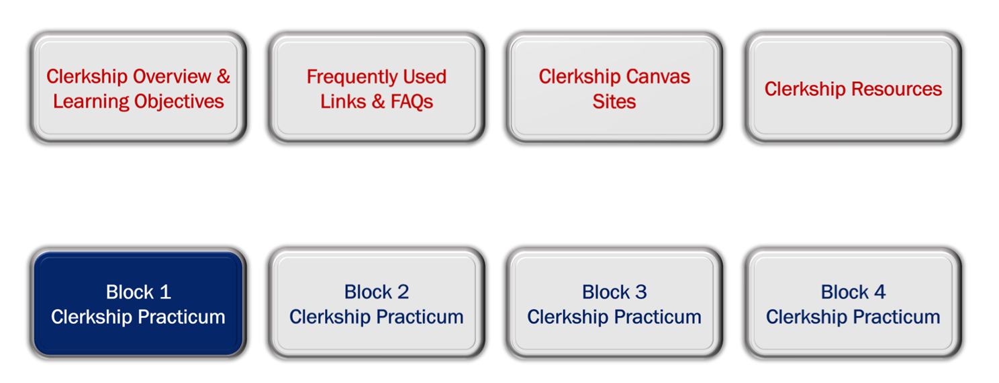 Clerkship Overview &
Learning Objectives
Frequently Used
Links & FAQs
Clerkship Canvas
Sites
Clerkship Resources
Block 1
Clerkship Practicum
Block 2
Clerkship Practicum
Block 3
Clerkship Practicum
Block 4
Clerkship Practicum